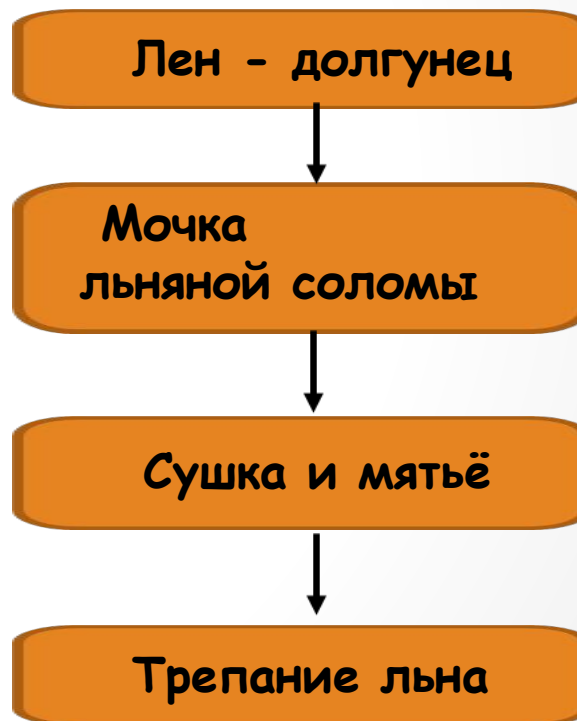 Лен - долгунец
Мочка
льняной соломы
Сушка и мятьё
Трепание льна